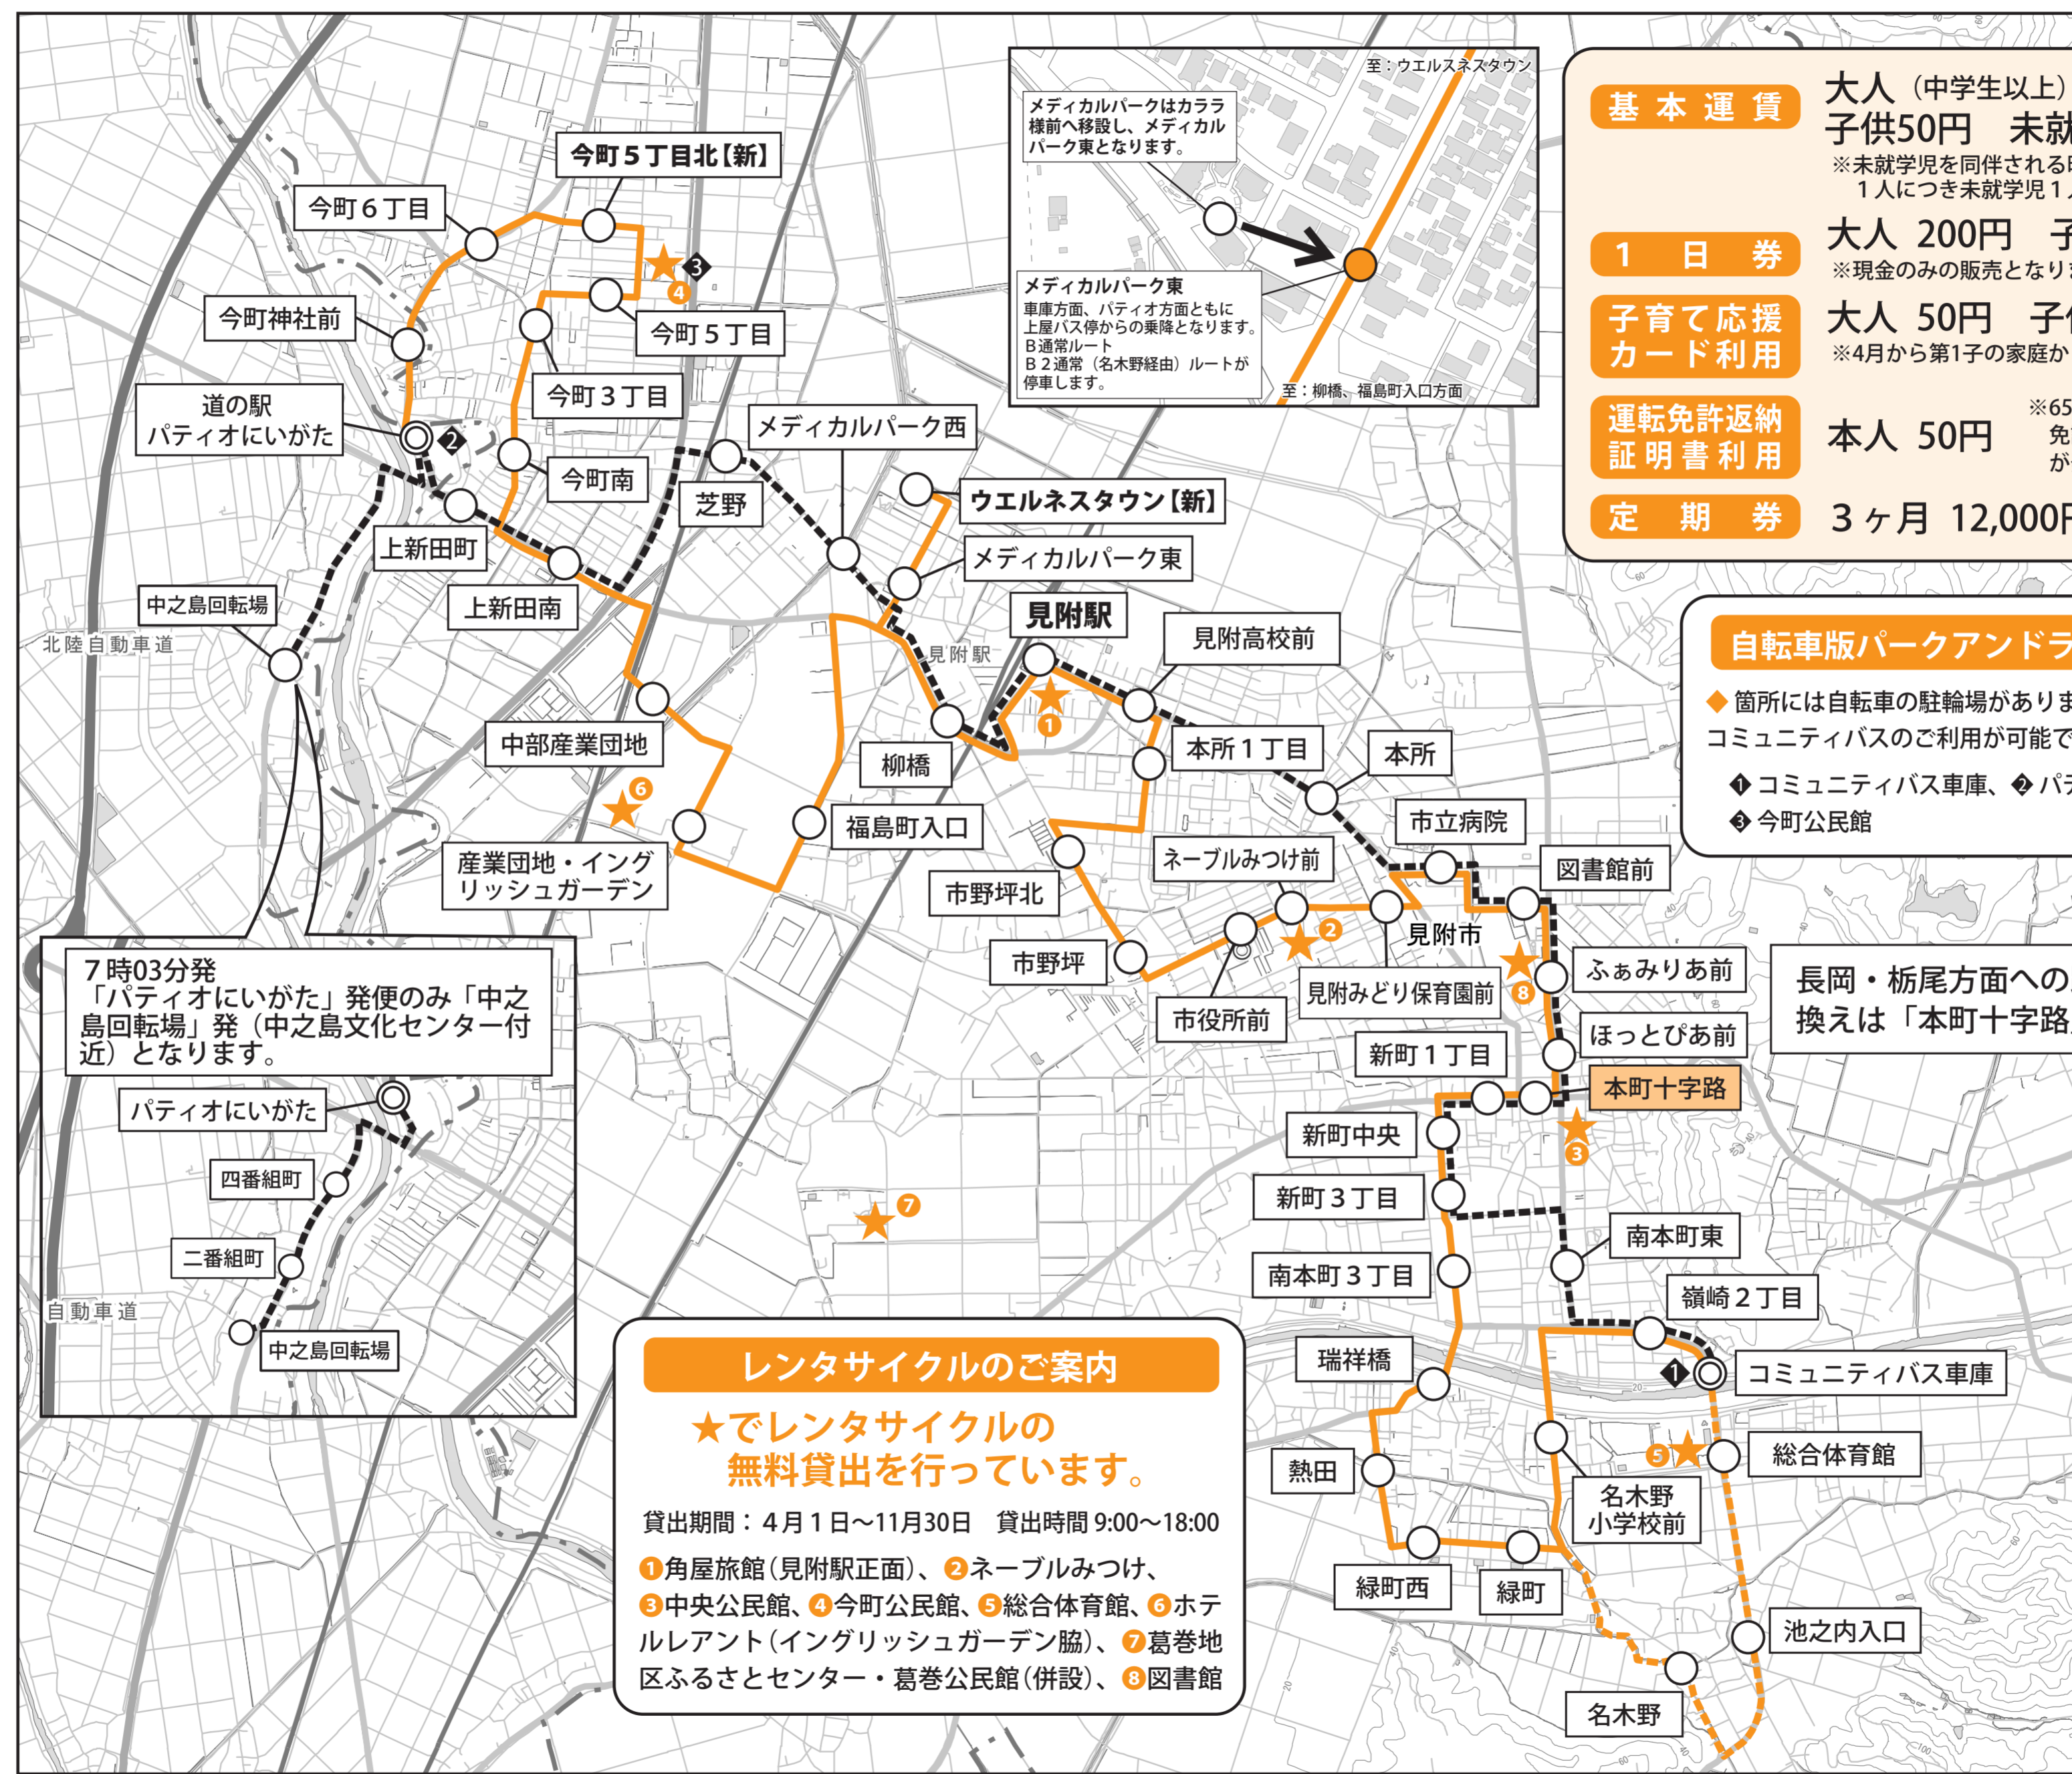 今町５丁目北【新】
今町６丁目
今町神社前
今町５丁目
今町３丁目
道の駅
パティオにいがた
❷
❸
❹
今町南
芝野
メディカルパーク西
ウエルネスタウン【新】
メディカルパーク東
上新田町
上新田南
中之島回転場
北陸自動車道
見附駅
見附駅
見附高校前
❶
中部産業団地
柳橋
本所１丁目
本所
❻
産業団地・イング
リッシュガーデン
福島町入口
市立病院
図書館前
ネーブルみつけ前
市野坪北
市野坪
❷
見附市
見附みどり保育園前
市役所前
ふぁみりあ前
❽
ほっとぴあ前
新町１丁目
本町十字路
❸
新町中央
新町３丁目
❼
南本町東
南本町３丁目
嶺崎２丁目
瑞祥橋
❶
コミュニティバス車庫
熱田
❺
総合体育館
名木野
小学校前
緑町西
緑町
池之内入口
名木野
至：ウエルスネスタウン
メディカルパークはカララ
様前へ移設し、メディカル
パーク東となります。
メディカルパーク東
車庫方面、パティオ方面ともに
上屋バス停からの乗降となります。
Ｂ通常ルート
Ｂ２通常（名木野経由）ルートが
停車します。
至：柳橋、福島町入口方面
基本運賃
大人（中学生以上）
子供50円　未就
※未就学児を同伴される
１人につき未就学児１
１日券
大人 200円　子
※現金のみの販売となり
子育て応援
カード利用
大人 50円　子
※4月から第1子の家庭か
運転免許返納
証明書利用
本人 50円
※65
免
が
定期券
３ヶ月 12,000円
自転車版パークアンドラ
◆箇所には自転車の駐輪場があり
コミュニティバスのご利用が可能で
❶コミュニティバス車庫、❷パ
❸今町公民館
長岡・栃尾方面への
換えは「本町十字路
７時03分発
「パティオにいがた」発便のみ「中之
島回転場」発（中之島文化センター付
近）となります。
パティオにいがた
四番組町
二番組町
自動車道
中之島回転場
レンタサイクルのご案内
★でレンタサイクルの
無料貸出を行っています。
貸出期間：４月１日～11月30日　貸出時間 9:00～18:00
❶角屋旅館（見附駅正面）、❷ネーブルみつけ、
❸中央公民館、❹今町公民館、❺総合体育館、❻ホテ
ルレアント（イングリッシュガーデン脇）、❼葛巻地
区ふるさとセンター・葛巻公民館（併設）、❽図書館